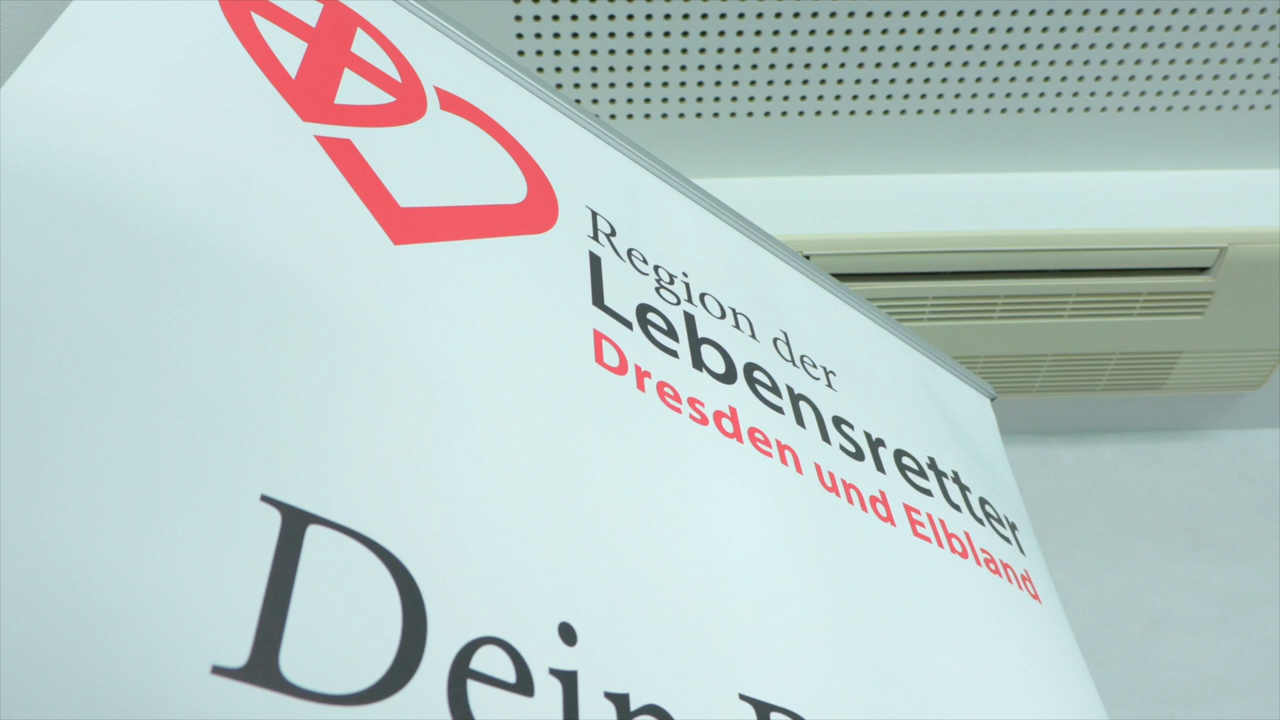 Region der
Lebensretter
Dresden und Elbland
Dein